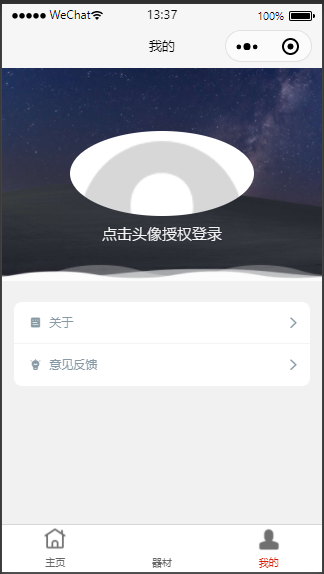 WeChat 13:37 100%
我的
点击头像授权登录
关于
意见反馈
主页 器材 我的